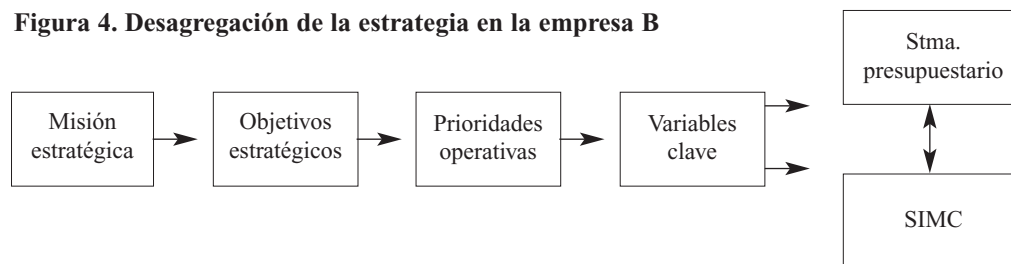 Figura 4. Desagregación de la estrategia en la empresa B
Misión
estratégica
Objetivos
estratégicos
Prioridades
operativas
Variables
clave
Stma.
presupuestario
SIMC